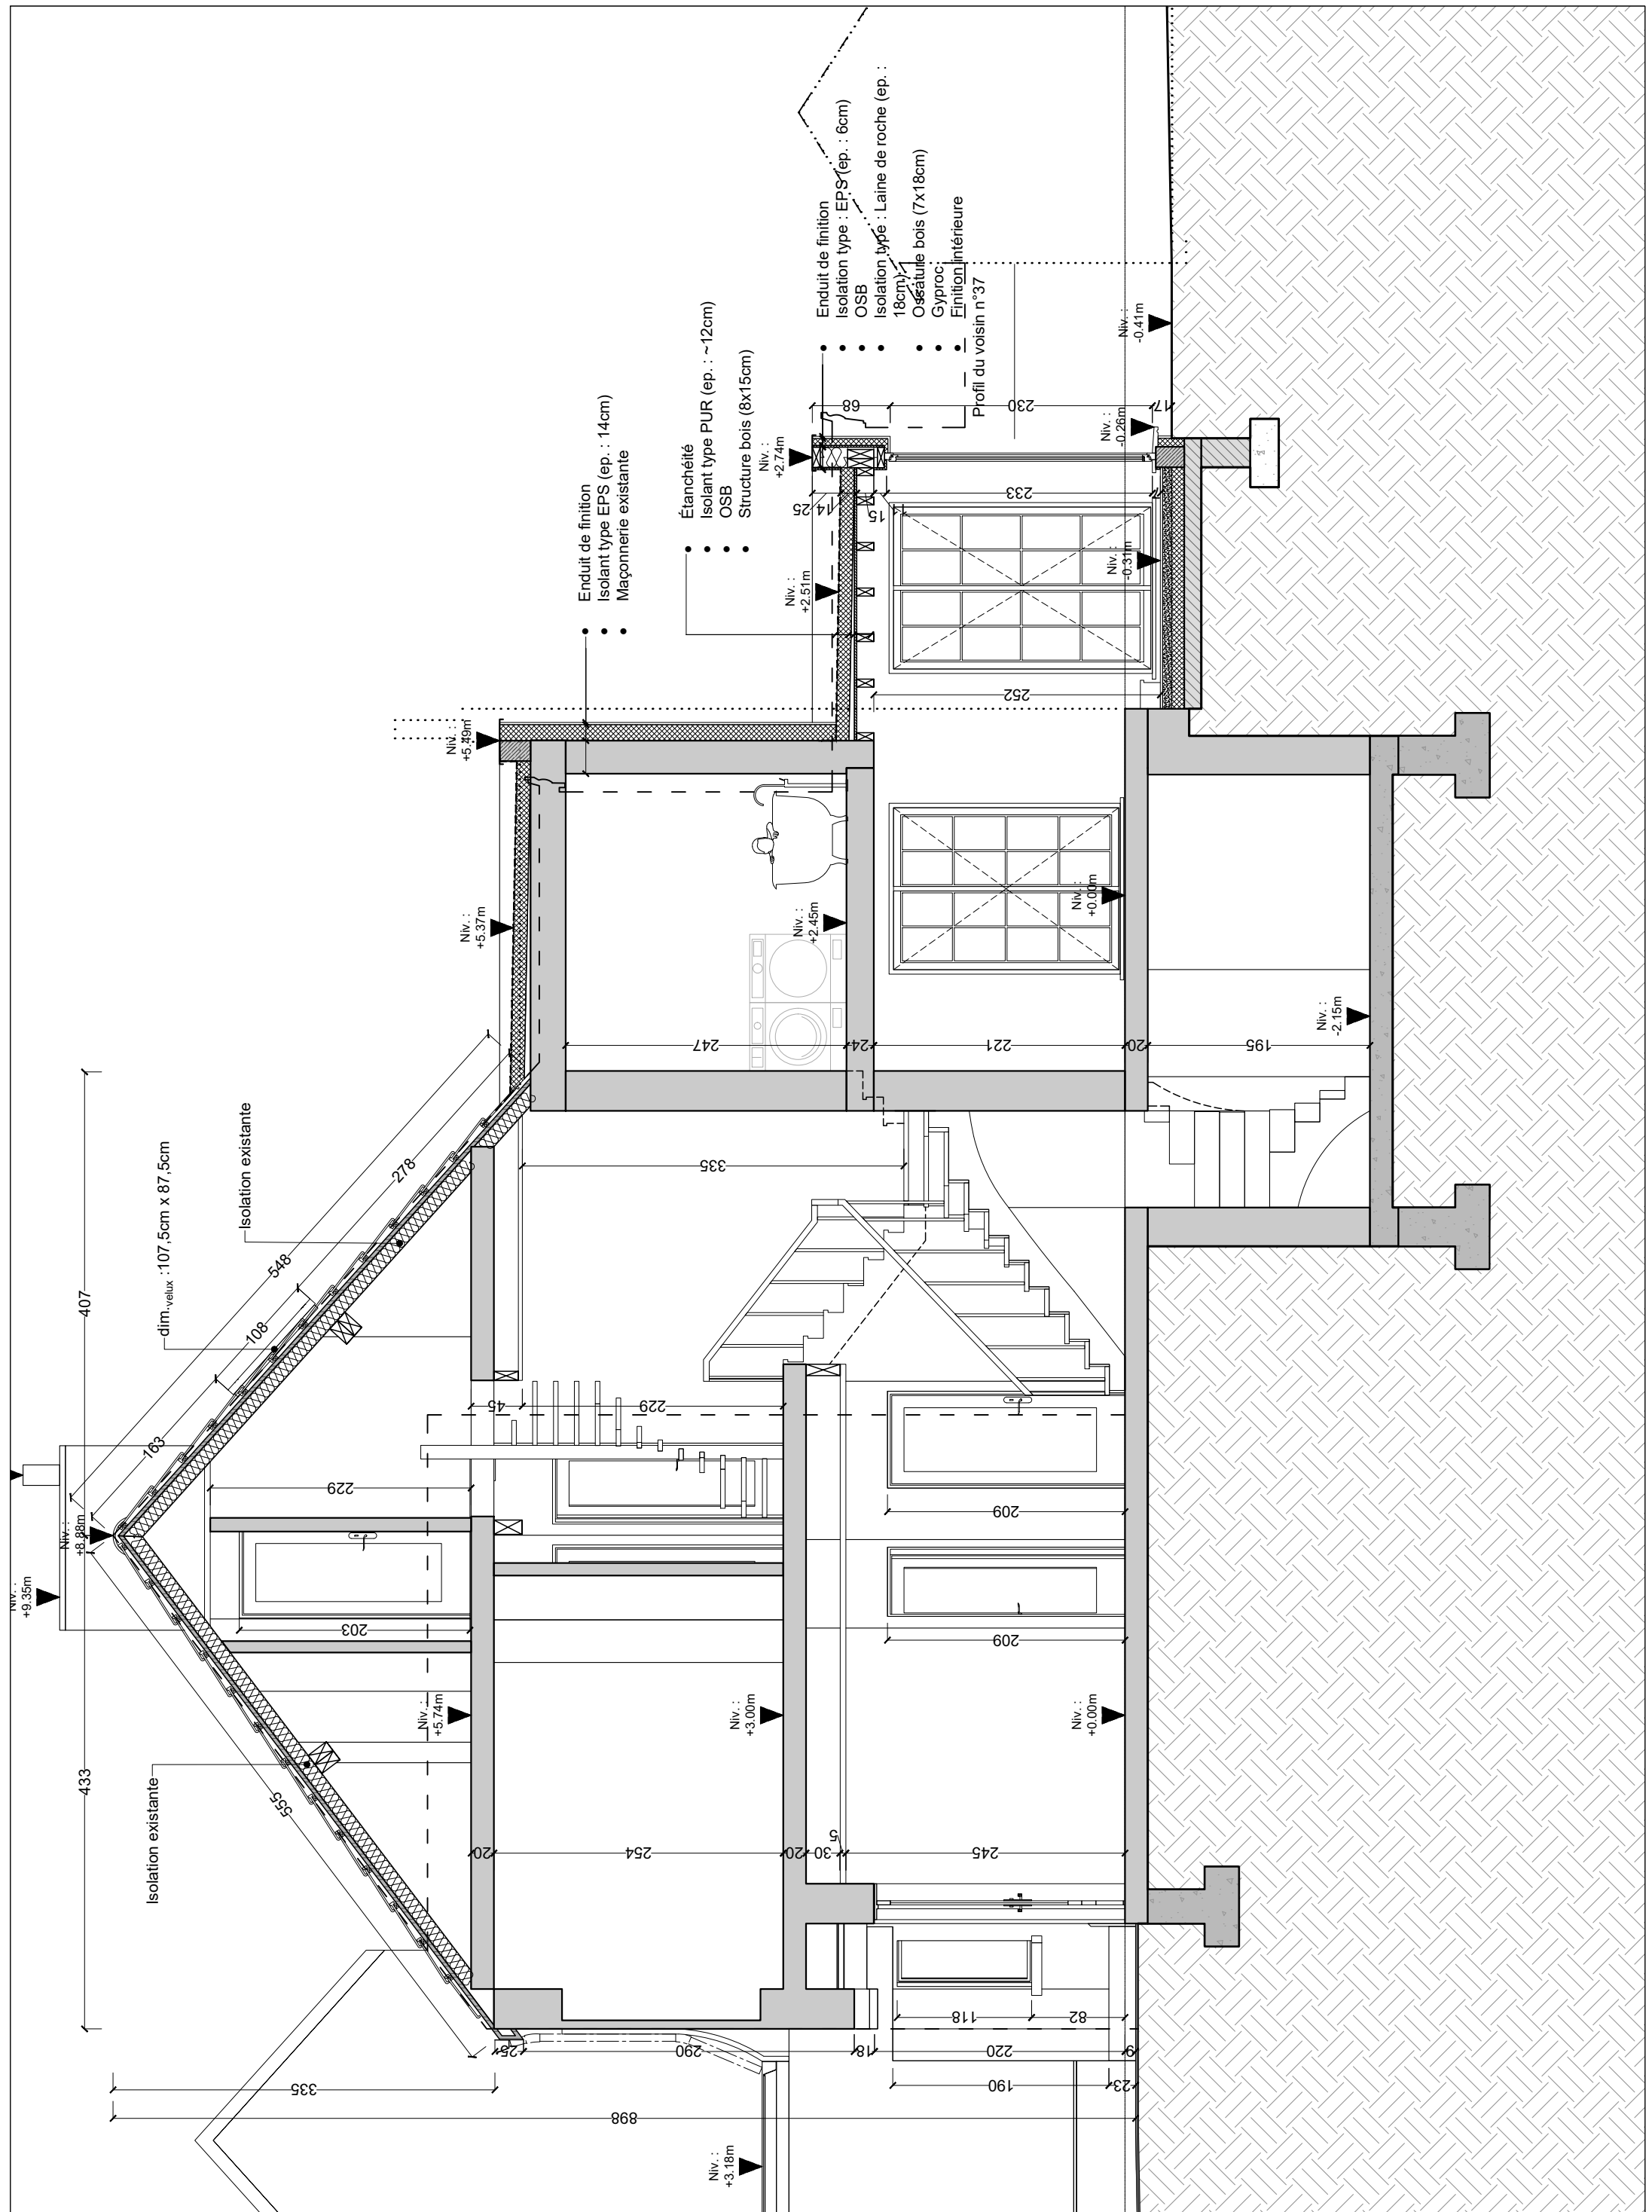 Niv. :
+9.35m
Niv. :
+8.88m
433
407
163
108
278
548
555
dim.velux :107,5cm x 87,5cm
Isolation existante
Isolation existante
229
203
45
229
335
Niv. :
+5.74m
Niv. :
+3.00m
Niv. :
+0.00m
20
254
20
30
5
245
209
209
118
82
25
290
18
220
9
190
23
335
898
Niv. :
+3.18m
Niv. :
+5.49m
Niv. :
+5.37m
Niv. :
+2.45m
Niv. :
+0.00m
Niv. :
-2.15m
247
24
221
20
195
Enduit de finition
Isolant type EPS (ep. : 14cm)
Maçonnerie existante
Étanchéité
Isolant type PUR (ep. : ~12cm)
OSB
Structure bois (8x15cm)
Niv. :
+2.74m
Niv. :
+2.51m
Enduit de finition
Isolation type : EPS (ep. : 6cm)
OSB
Isolation type : Laine de roche (ep. :
18cm)
Ossature bois (7x18cm)
Gyproc
Finition intérieure
Profil du voisin n°37
68
230
17
25
14
15
11
233
7
252
Niv. :
-0.26m
Niv. :
-0.31m
Niv. :
-0.41m